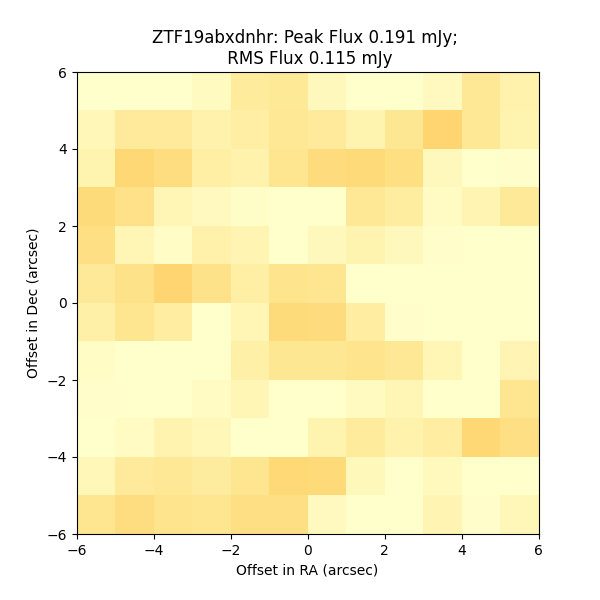 ZTF19abxdnhr: Peak Flux 0.191 mJy;
RMS Flux 0.115 mJy
6
4
2
0
−2
−4
−6
Offset in Dec (arcsec)
−6 −4 −2 0 2 4 6
Offset in RA (arcsec)